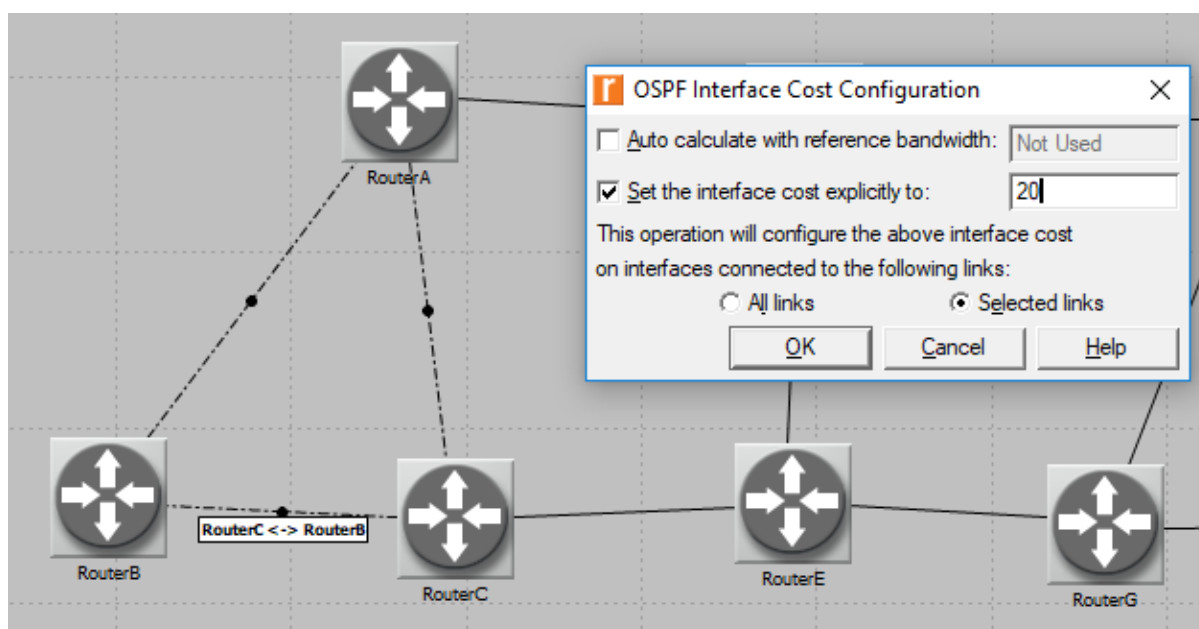 OSPF Interface Cost Configuration
Auto calculate with reference bandwidth: Not Used
Set the interface cost explicitly to: 20
This operation will configure the above interface cost
on interfaces connected to the following links:
All links Selected links
OK Cancel Help
RouterA
RouterC <-> RouterB
RouterB
RouterC
RouterE
RouterG